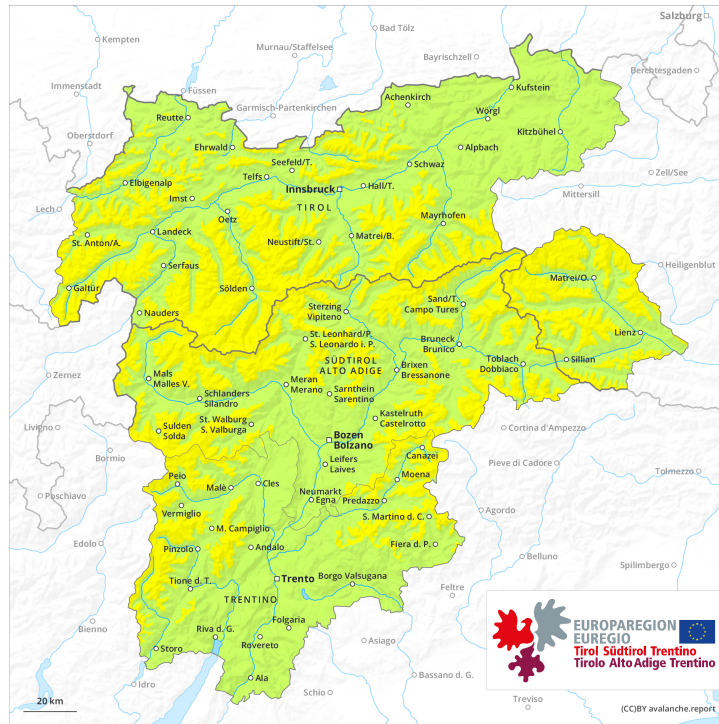 Salzburg
Kempten
Bad Tölz
Murnau/Staffelsee
Bayrischzell
Berchtesgaden
Immenstadt
Füssen
Garmisch-Partenkirchen
Achenkirch
Kufstein
Reutte
Wörgl
Oberstdorf
Ehrwald
Kitzbühel
Seefeld/T.
Alpbach
Telfs
Schwaz
Zell/See
Elbigenalp
Innsbruck
Hall/T.
Mittersill
Imst
TIROL
Lech
Oetz
Mayrhofen
St. Anton/A.
Landeck
Neustift/St.
Matrei/B.
Serfaus
Heiligenblut
Galtür
Sölden
Matrei/O.
Nauders
Sterzing
Vipiteno
Sand/T.
Campo Tures
Lienz
St. Leonhard/P.
S. Leonardo i. P.
Bruneck
Brunico
SÜDTIROL
ALTO ADIGE
Toblach
Dobbiaco
Sillian
Zernez
Mals
Malles V.
Meran
Merano
Brixen
Bressanone
Schlanders
Silandro
Sarnthein
Sarentino
St. Walburg
S. Valburga
Kastelruth
Castelrotto
Livigno
Sulden
Solda
Cortina d'Ampezzo
Bozen
Bolzano
Bormio
Canazei
Pieve di Cadore
Leifers
Laives
Tolmezzo
Poschiavo
Peio
Malè
Cles
Moena
Neumarkt
Egna
Predazzo
Vermiglio
Agordo
M. Campiglio
S. Martino d. C.
Edolo
Pinzolo
Andalo
Fiera d. P.
Belluno
Spilimbergo
Tione d. T.
Trento
Borgo Valsugana
Feltre
TRENTINO
Bienno
Riva d. G.
Folgaria
Storo
Rovereto
Asiago
Idro
Ala
Schio
Bassano d. G.
Treviso
EUROPAREGION
EUREGIO
Tirol Südtirol Trentino
Tirolo Alto Adige Trentino
20 km
(CC)BY avalanche.report